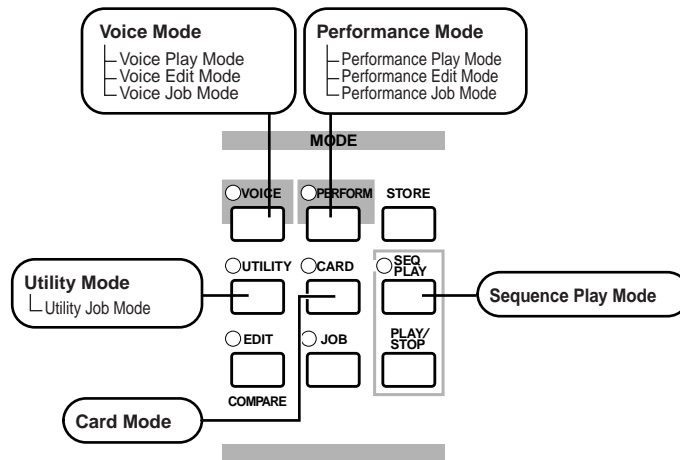 Voice Mode
Voice Play Mode
Voice Edit Mode
Voice Job Mode
Performance Mode
Performance Play Mode
Performance Edit Mode
Performance Job Mode
MODE
VOICE
PERFORM
STORE
UTILITY
CARD
SEQ
PLAY
Utility Mode
Utility Job Mode
Sequence Play Mode
EDIT
JOB
PLAY/
STOP
COMPARE
Card Mode